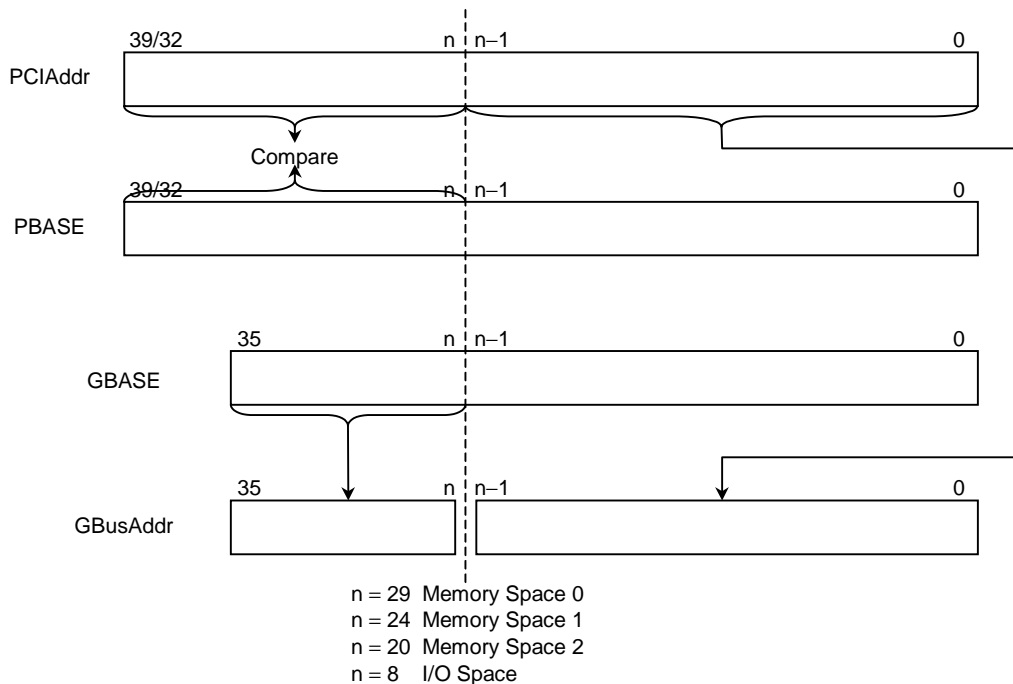 39/32 n n−1 0
PCIAddr
Compare
39/32 n n−1 0
PBASE
35 n n−1 0
GBASE
35 n n−1 0
GBusAddr
n = 29 Memory Space 0
n = 24 Memory Space 1
n = 20 Memory Space 2
n = 8 I/O Space